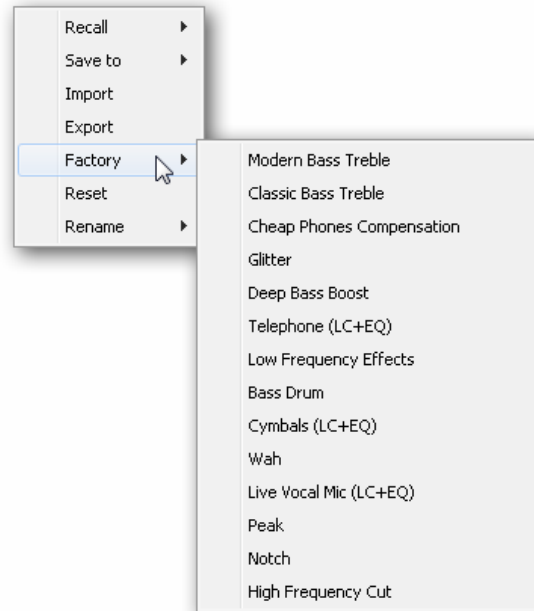 Recall
Save to
Import
Export
Factory
Reset
Rename
Modern Bass Treble
Classic Bass Treble
Cheap Phones Compensation
Glitter
Deep Bass Boost
Telephone (LC+EQ)
Low Frequency Effects
Bass Drum
Cymbals (LC+EQ)
Wah
Live Vocal Mic (LC+EQ)
Peak
Notch
High Frequency Cut